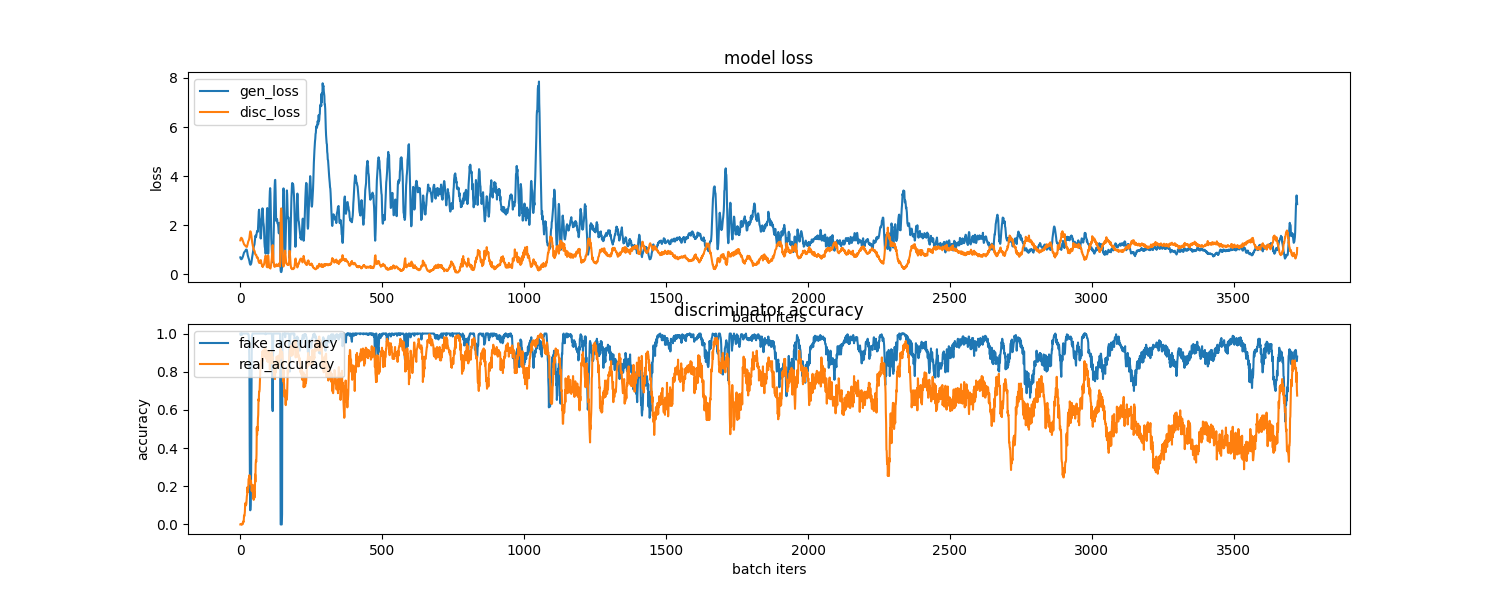 model loss
8
6
4
2
0
loss
gen_loss
disc_loss
0 500 1000 1500 2000 2500 3000 3500
batch iters
discriminator accuracy
1.0
0.8
0.6
0.4
0.2
0.0
accuracy
fake_accuracy
real_accuracy
0 500 1000 1500 2000 2500 3000 3500
batch iters